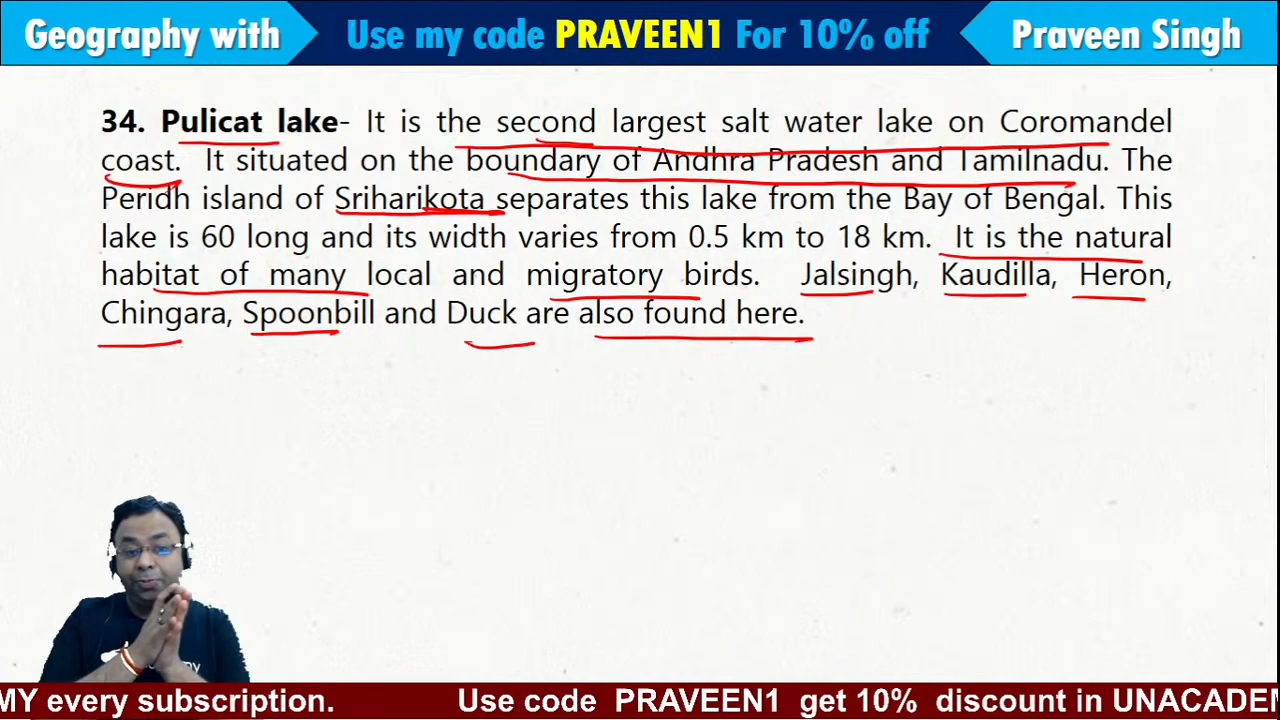 Geography with
Use my code PRAVEEN1 For 10% off
Praveen Singh
34. Pulicat lake- It is the second largest salt water lake on Coromandel
coast. It situated on the boundary of Andhra Pradesh and Tamilnadu. The
Peridh island of Sriharikota separates this lake from the Bay of Bengal. This
lake is 60 long and its width varies from 0.5 km to 18 km. It is the natural
habitat of many local and migratory birds. Jalsingh, Kaudilla, Heron,
Chingara, Spoonbill and Duck are also found here.
MY every subscription. Use code PRAVEEN1 get 10% discount in UNACADEM